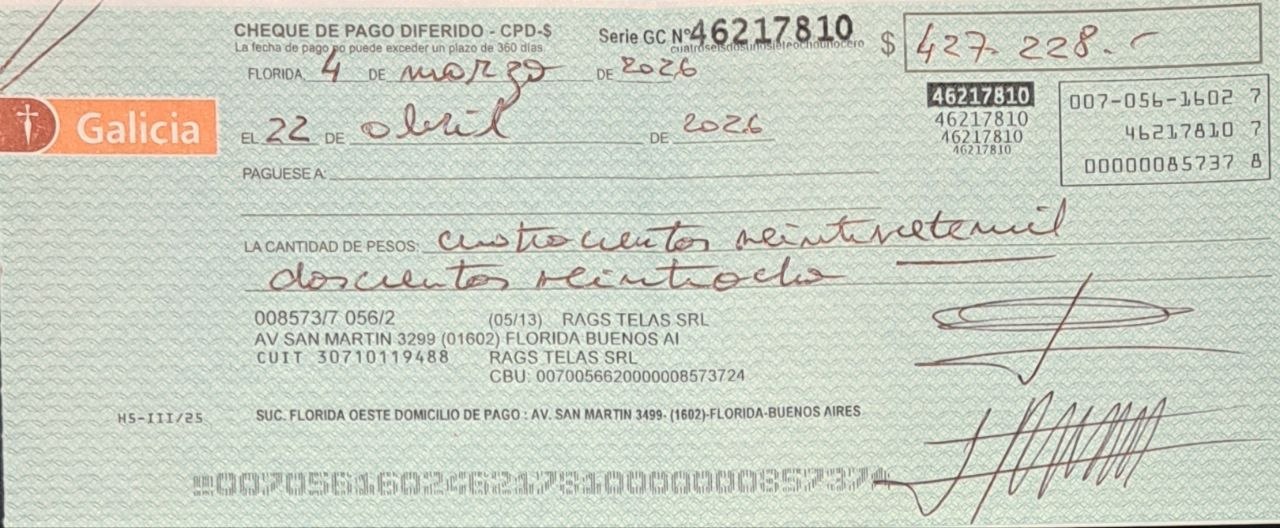 CHEQUE DE PAGO DIFERIDO - CPD-$
La fecha de pago no puede exceder un plazo de 360 días.
Serie GC Nº46217810
cuatroseisdosunosieteochounocero
$ 427.228.-
FLORIDA, 4 DE marzo DE 2026
Galicia
EL 22 DE abril DE 2026
46217810
46217810
46217810
46217810
007-056-1602 7
46217810 7
00000085737 8
PAGUESE A:
LA CANTIDAD DE PESOS: cuatrocientos veintisietemil
doscientos veintiocho
008573/7 056/2 (05/13) RAGS TELAS SRL
AV SAN MARTIN 3299 (01602) FLORIDA BUENOS AI
CUIT 30710119488 RAGS TELAS SRL
CBU: 0070056620000008573724
HS-III/25
SUC. FLORIDA OESTE DOMICILIO DE PAGO : AV. SAN MARTIN 3499- (1602)-FLORIDA-BUENOS AIRES